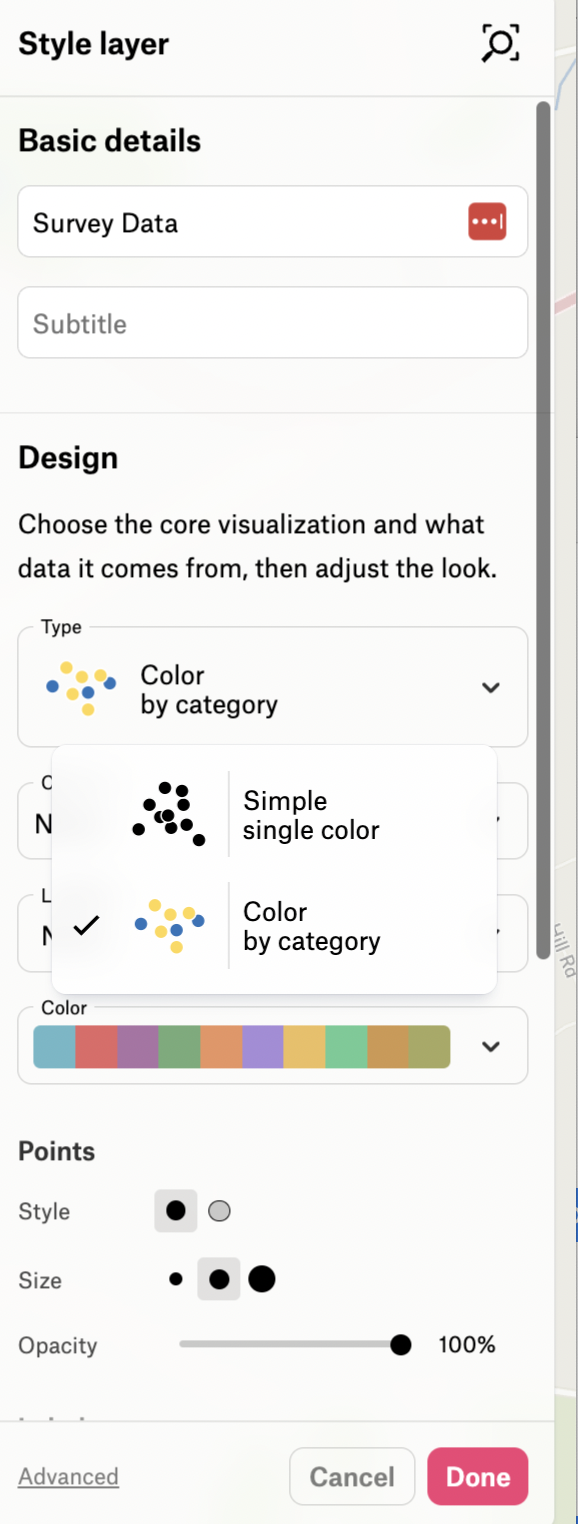 Style layer
Basic details
Survey Data
Subtitle
Design
Choose the core visualization and what
data it comes from, then adjust the look.
Type
Color
by category
Simple
single color
Color
by category
Color
Points
Style
Size
Opacity 100%
Advanced Cancel Done
Hill Rd